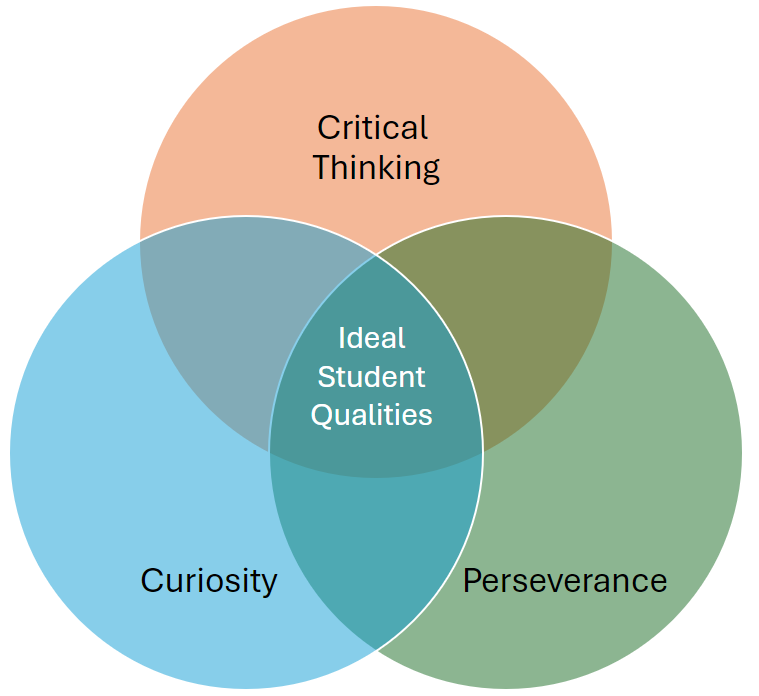 Critical
Thinking
Ideal
Student
Qualities
Curiosity
Perseverance